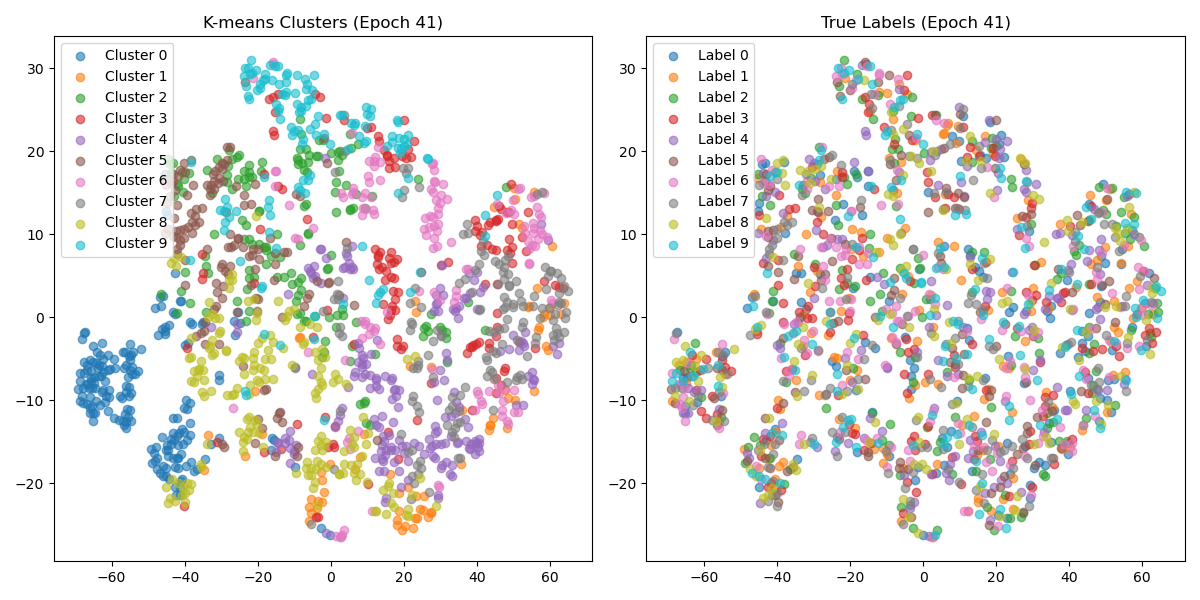 K-means Clusters (Epoch 41)
Cluster 0
Cluster 1
Cluster 2
Cluster 3
Cluster 4
Cluster 5
Cluster 6
Cluster 7
Cluster 8
Cluster 9
30
20
10
0
−10
−20
−60
−40
−20
0
20
40
60
True Labels (Epoch 41)
Label 0
Label 1
Label 2
Label 3
Label 4
Label 5
Label 6
Label 7
Label 8
Label 9
30
20
10
0
−10
−20
−60
−40
−20
0
20
40
60